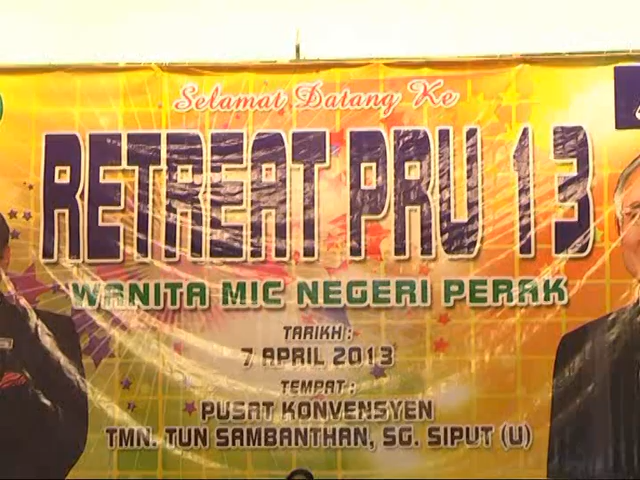 Selamat Datang Ke
RETREAT PRU 13
WANITA MIC NEGERI PERAK
TARIKH :
7 APRIL 2013
TEMPAT :
PUSAT KONVENSYEN
TMN. TUN SAMBANTHAN, SG. SIPUT (U)